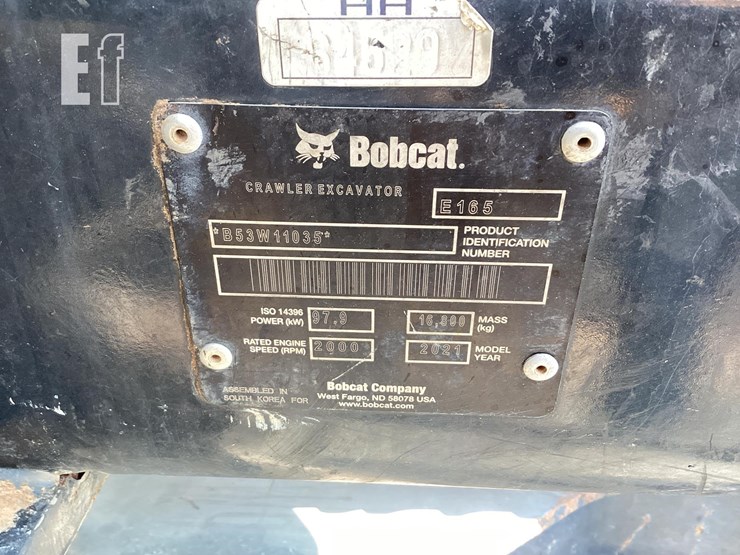 HH
Ef
Bobcat.
CRAWLER EXCAVATOR
E165
*B53W11035*
PRODUCT
IDENTIFICATION
NUMBER
ISO 14396
POWER (kW)
97.9
MASS
(kg)
RATED ENGINE
SPEED (RPM)
2000
2021
MODEL
YEAR
ASSEMBLED IN
SOUTH KOREA FOR
Bobcat Company
West Fargo, ND 58078 USA
www.bobcat.com